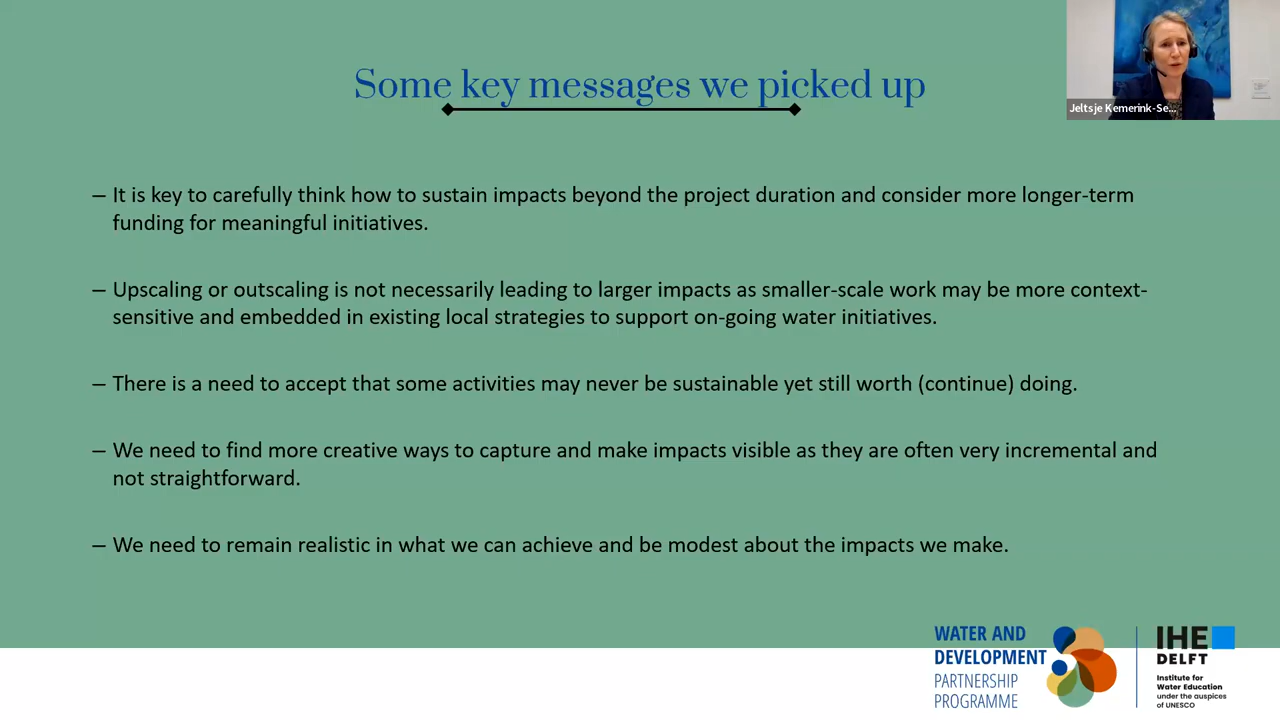 Some key messages we picked up
Jeltsje Kemerink-Se...
– It is key to carefully think how to sustain impacts beyond the project duration and consider more longer-term
funding for meaningful initiatives.
– Upscaling or outscaling is not necessarily leading to larger impacts as smaller-scale work may be more context-
sensitive and embedded in existing local strategies to support on-going water initiatives.
– There is a need to accept that some activities may never be sustainable yet still worth (continue) doing.
– We need to find more creative ways to capture and make impacts visible as they are often very incremental and
not straightforward.
– We need to remain realistic in what we can achieve and be modest about the impacts we make.
WATER AND
DEVELOPMENT
PARTNERSHIP
PROGRAMME
IHE
DELFT
Institute for
Water Education
under the auspices
of UNESCO